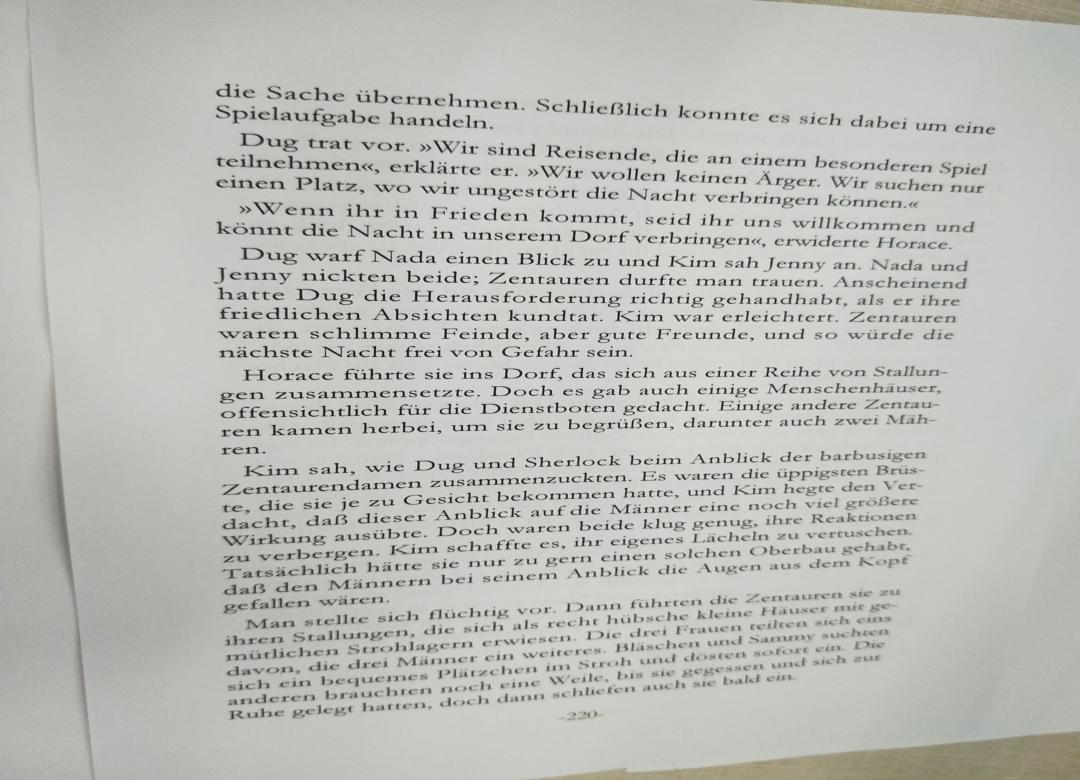 die Sache übernehmen. Schließlich konnte es sich dabei um eine
Spielaufgabe handeln.
Dug trat vor. »Wir sind Reisende, die an einem besonderen Spiel
teilnehmen«, erklärte er. »Wir wollen keinen Ärger. Wir suchen nur
einen Platz, wo wir ungestört die Nacht verbringen können.«
»Wenn ihr in Frieden kommt, seid ihr uns willkommen und
könnt die Nacht in unserem Dorf verbringen«, erwiderte Horace.
Dug warf Nada einen Blick zu und Kim sah Jenny an. Nada und
Jenny nickten beide; Zentauren durfte man trauen. Anscheinend
hatte Dug die Herausforderung richtig gehandhabt, als er ihre
friedlichen Absichten kundtat. Kim war erleichtert. Zentauren
waren schlimme Feinde, aber gute Freunde, und so würde die
nächste Nacht frei von Gefahr sein.
Horace führte sie ins Dorf, das sich aus einer Reihe von Stallun-
gen zusammensetzte. Doch es gab auch einige Menschenhäuser,
offensichtlich für die Dienstboten gedacht. Einige andere Zentau-
ren kamen herbei, um sie zu begrüßen, darunter auch zwei Mäh-
ren.
Kim sah, wie Dug und Sherlock beim Anblick der barbusigen
Zentaurendamen zusammenzuckten. Es waren die üppigsten Brüs-
te, die sie je zu Gesicht bekommen hatte, und Kim hegte den Ver-
dacht, daß dieser Anblick auf die Männer eine noch viel größere
Wirkung ausübte. Doch waren beide klug genug, ihre Reaktionen
zu verbergen. Kim schaffte es, ihr eigenes Lächeln zu vertuschen.
Tatsächlich hätte sie nur zu gern einen solchen Oberbau gehabt,
daß den Männern bei seinem Anblick die Augen aus dem Kopf
gefallen wären.
Man stellte sich flüchtig vor. Dann führten die Zentauren sie zu
ihren Stallungen, die sich als recht hübsche kleine Häuser mit ge-
mütlichen Strohlagern erwiesen. Die drei Frauen teilten sich eins
davon, die drei Männer ein weiteres. Bläschen und Sammy suchten
sich ein bequemes Plätzchen im Stroh und dösten sofort ein. Die
anderen brauchten noch eine Weile, bis sie gegessen und sich zur
Ruhe gelegt hatten, doch dann schliefen auch sie bald ein.
-220-